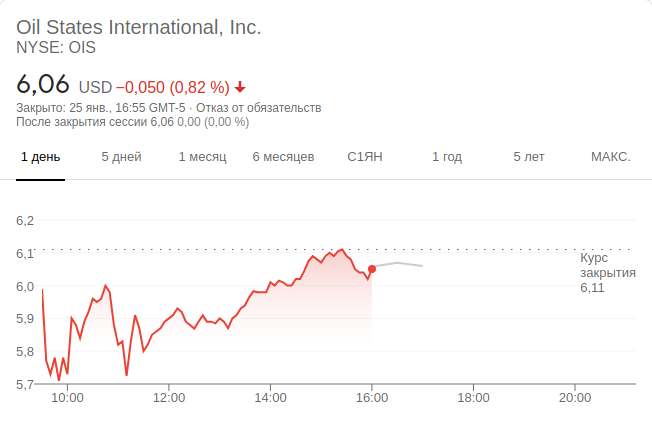 Oil States International, Inc.
NYSE: OIS
6,06 USD −0,050 (0,82 %)
Закрыто: 25 янв., 16:55 GMT-5 · Отказ от обязательств
После закрытия сессии 6,06 0,00 (0,00 %)
1 день 5 дней 1 месяц 6 месяцев С1ЯН 1 год 5 лет МАКС.
6,2
6,1
6,0
5,9
5,8
5,7
Курс
закрытия
6,11
10:00 12:00 14:00 16:00 18:00 20:00